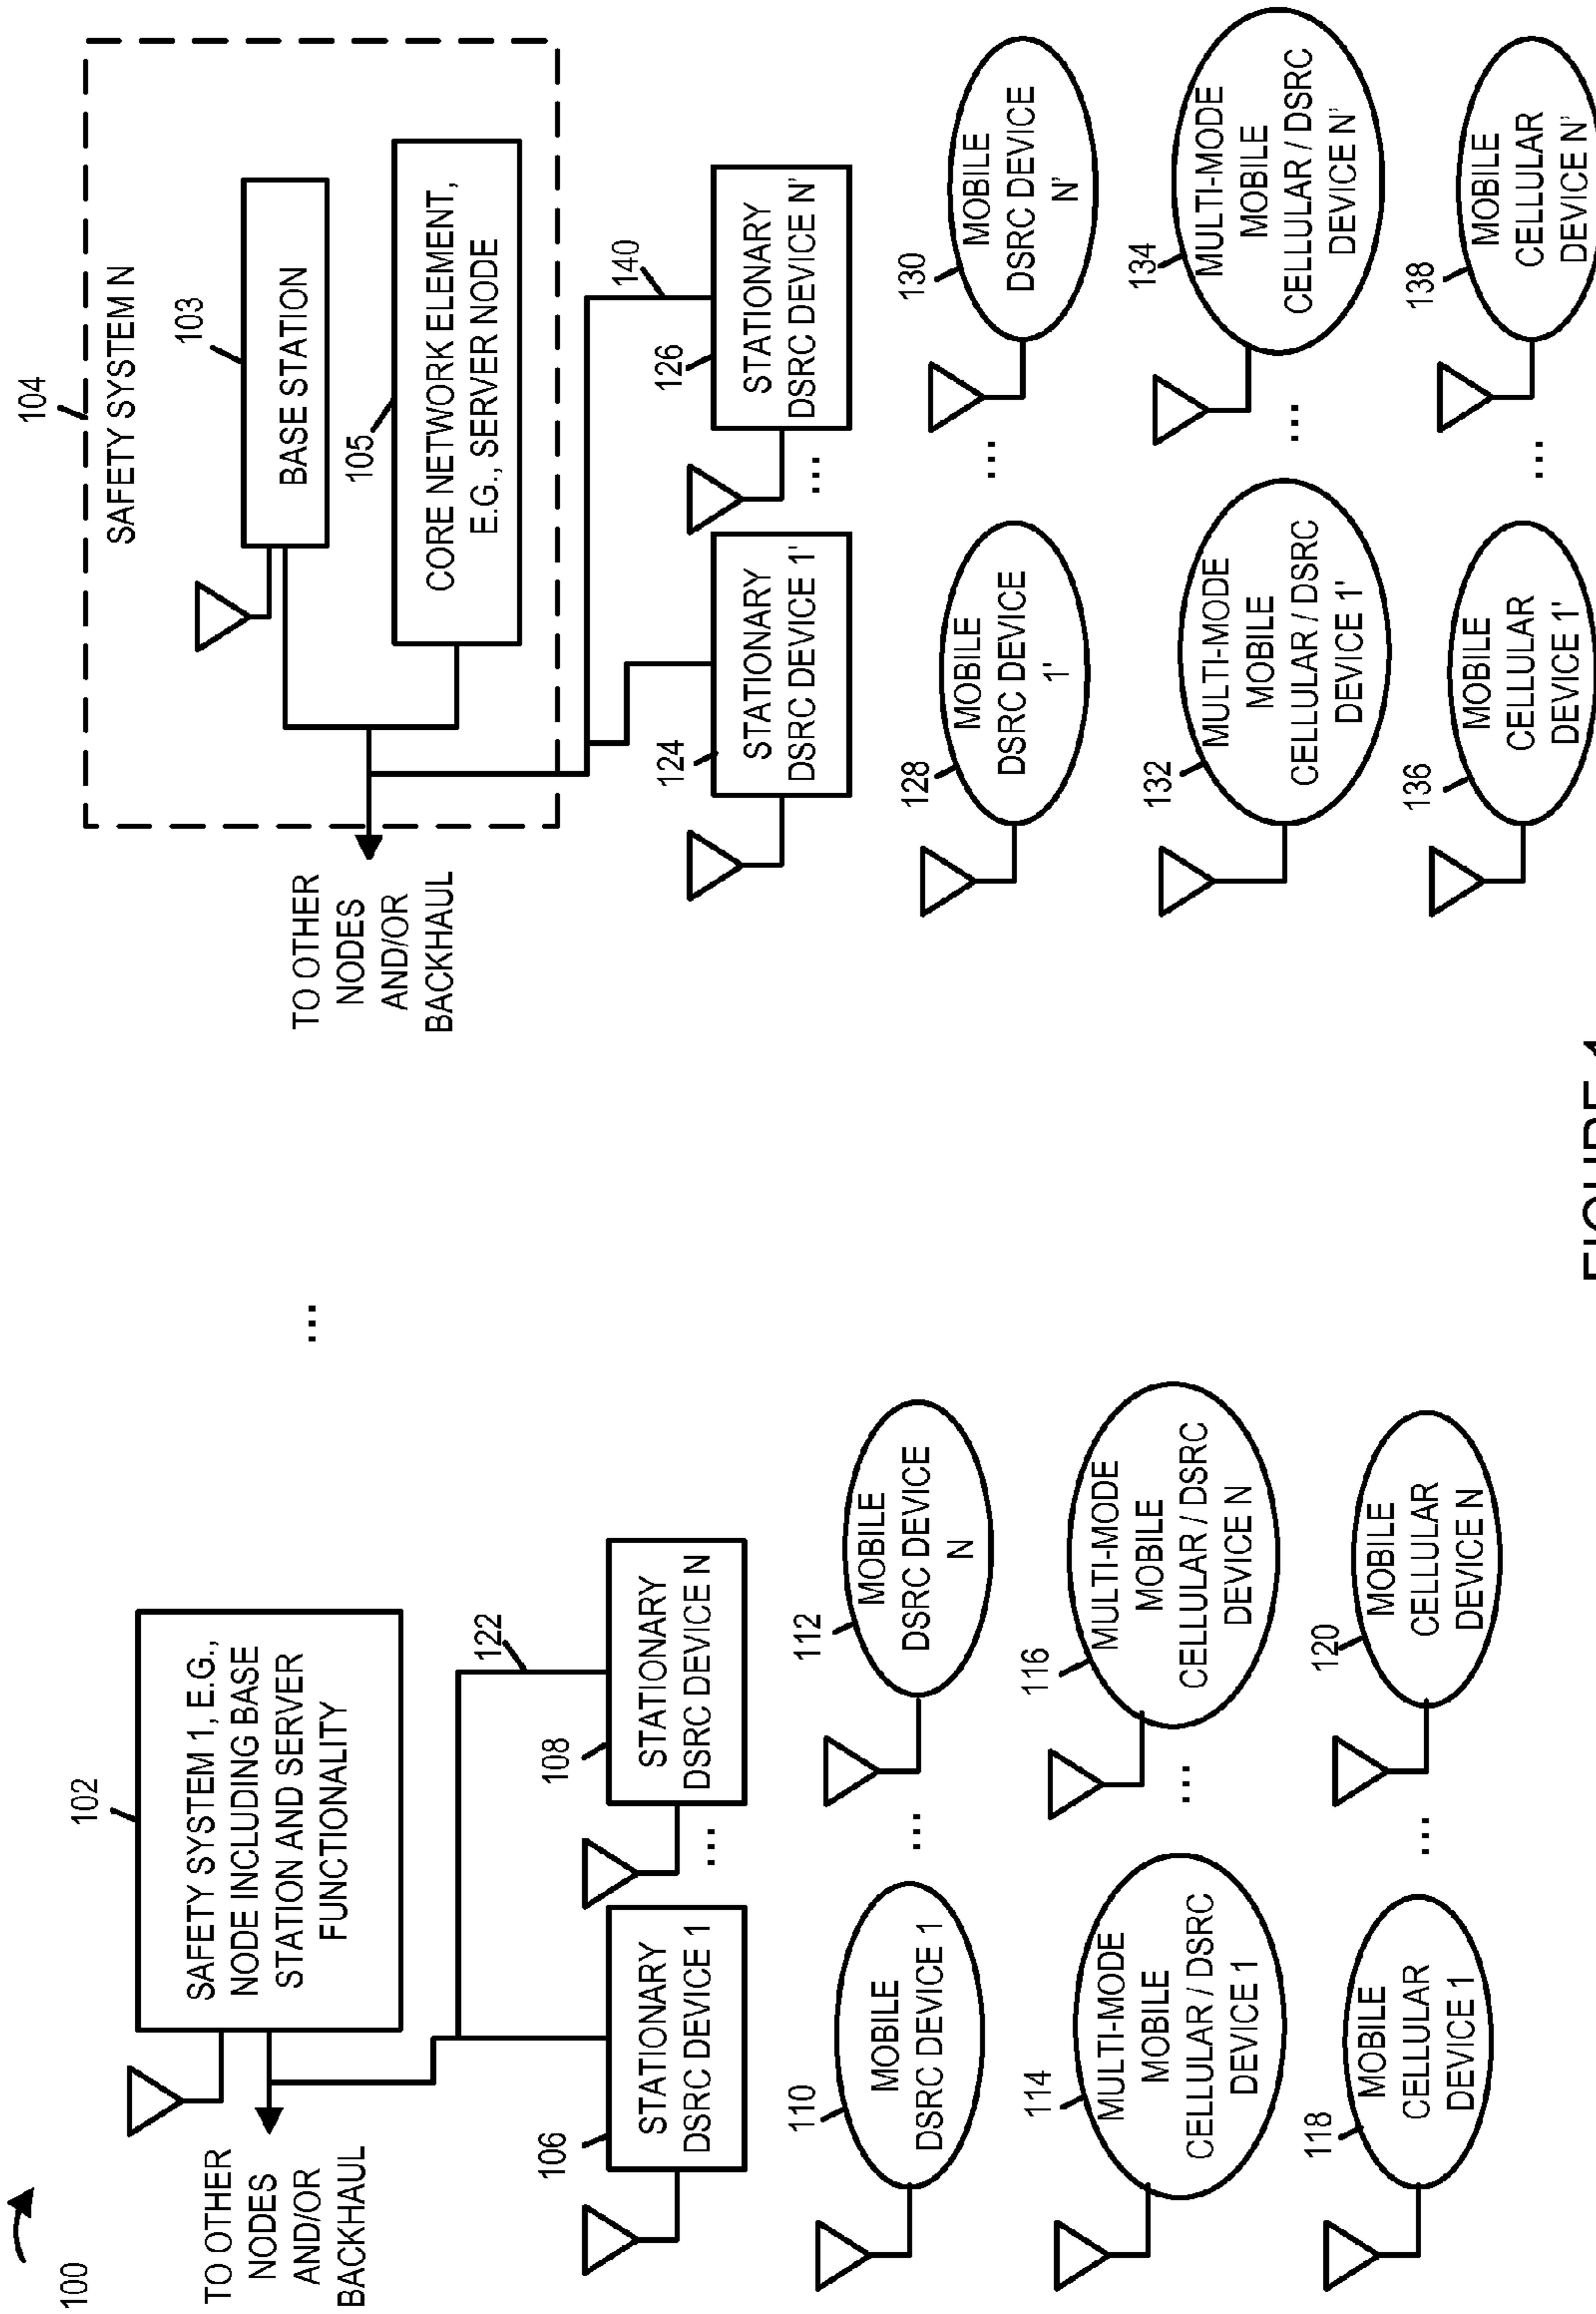 100
102
SAFETY SYSTEM 1, E.G.,
NODE INCLUDING BASE
STATION AND SERVER
FUNCTIONALITY
TO OTHER
NODES
AND/OR
BACKHAUL
122
106
STATIONARY
DSRC DEVICE 1
...
108
STATIONARY
DSRC DEVICE N
110
MOBILE
DSRC DEVICE 1
...
112
MOBILE
DSRC DEVICE
N
114
MULTI-MODE
MOBILE
CELLULAR / DSRC
DEVICE 1
...
116
MULTI-MODE
MOBILE
CELLULAR / DSRC
DEVICE N
118
MOBILE
CELLULAR
DEVICE 1
...
120
MOBILE
CELLULAR
DEVICE N
...
104
SAFETY SYSTEM N
103
BASE STATION
105
CORE NETWORK ELEMENT,
E.G., SERVER NODE
TO OTHER
NODES
AND/OR
BACKHAUL
140
124
STATIONARY
DSRC DEVICE 1'
...
126
STATIONARY
DSRC DEVICE N'
128
MOBILE
DSRC DEVICE
1'
...
130
MOBILE
DSRC DEVICE
N'
132
MULTI-MODE
MOBILE
CELLULAR / DSRC
DEVICE 1'
...
134
MULTI-MODE
MOBILE
CELLULAR / DSRC
DEVICE N'
136
MOBILE
CELLULAR
DEVICE 1'
...
138
MOBILE
CELLULAR
DEVICE N'
FIGURE 1